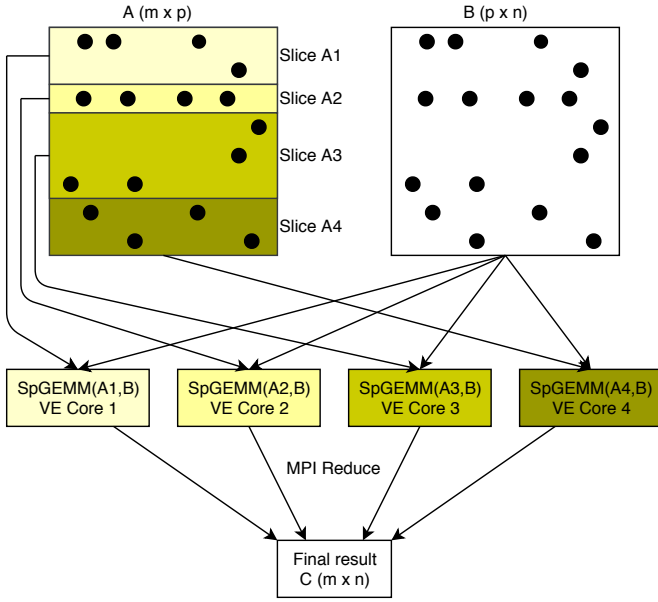 A (m x p)
B (p x n)
Slice A1
Slice A2
Slice A3
Slice A4
SpGEMM(A1,B)
VE Core 1
SpGEMM(A2,B)
VE Core 2
SpGEMM(A3,B)
VE Core 3
SpGEMM(A4,B)
VE Core 4
MPI Reduce
Final result
C (m x n)